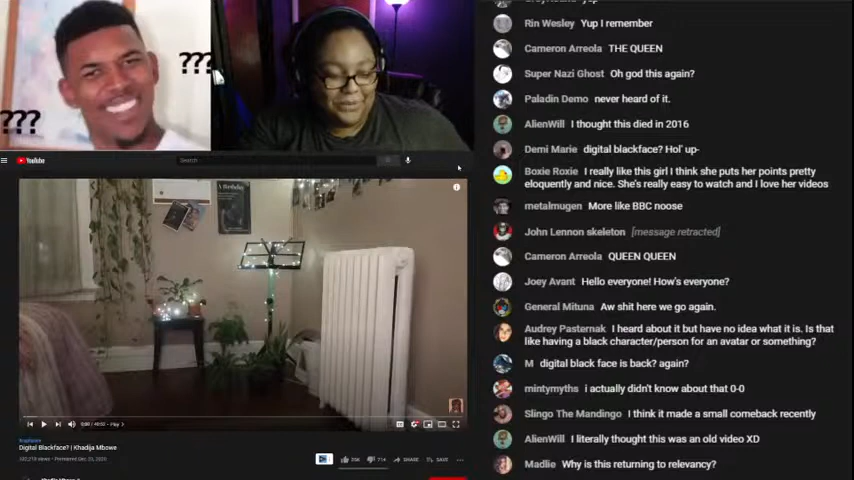 ???
???
YouTube
Search
Rin Wesley Yup I remember
Cameron Arreola THE QUEEN
Super Nazi Ghost Oh god this again?
Paladin Demo never heard of it.
AlienWill I thought this died in 2016
Demi Marie digital blackface? Hol' up-
Boxie Roxie I really like this girl I think she puts her points pretty
eloquently and nice. She's really easy to watch and I love her videos
metalmugen More like BBC noose
John Lennon skeleton [message retracted]
Cameron Arreola QUEEN QUEEN
Joey Avant Hello everyone! How's everyone?
General Mituna Aw shit here we go again.
Audrey Pasternak I heard about it but have no idea what it is. Is that
like having a black character/person for an avatar or something?
M digital black face is back? again?
mintymyths i actually didn't know about that 0-0
Slingo The Mandingo I think it made a small comeback recently
AlienWill I literally thought this was an old video XD
Madlie Why is this returning to relevancy?
Digital Blackface? | Khadija Mbowe
714
SHARE
SAVE